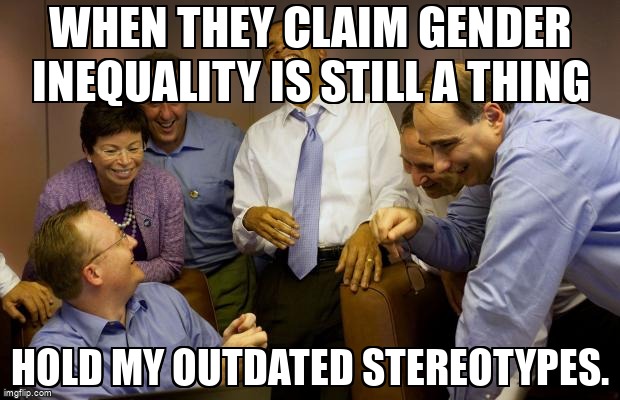 WHEN THEY CLAIM GENDER
INEQUALITY IS STILL A THING
HOLD MY OUTDATED STEREOTYPES.
imgflip.com